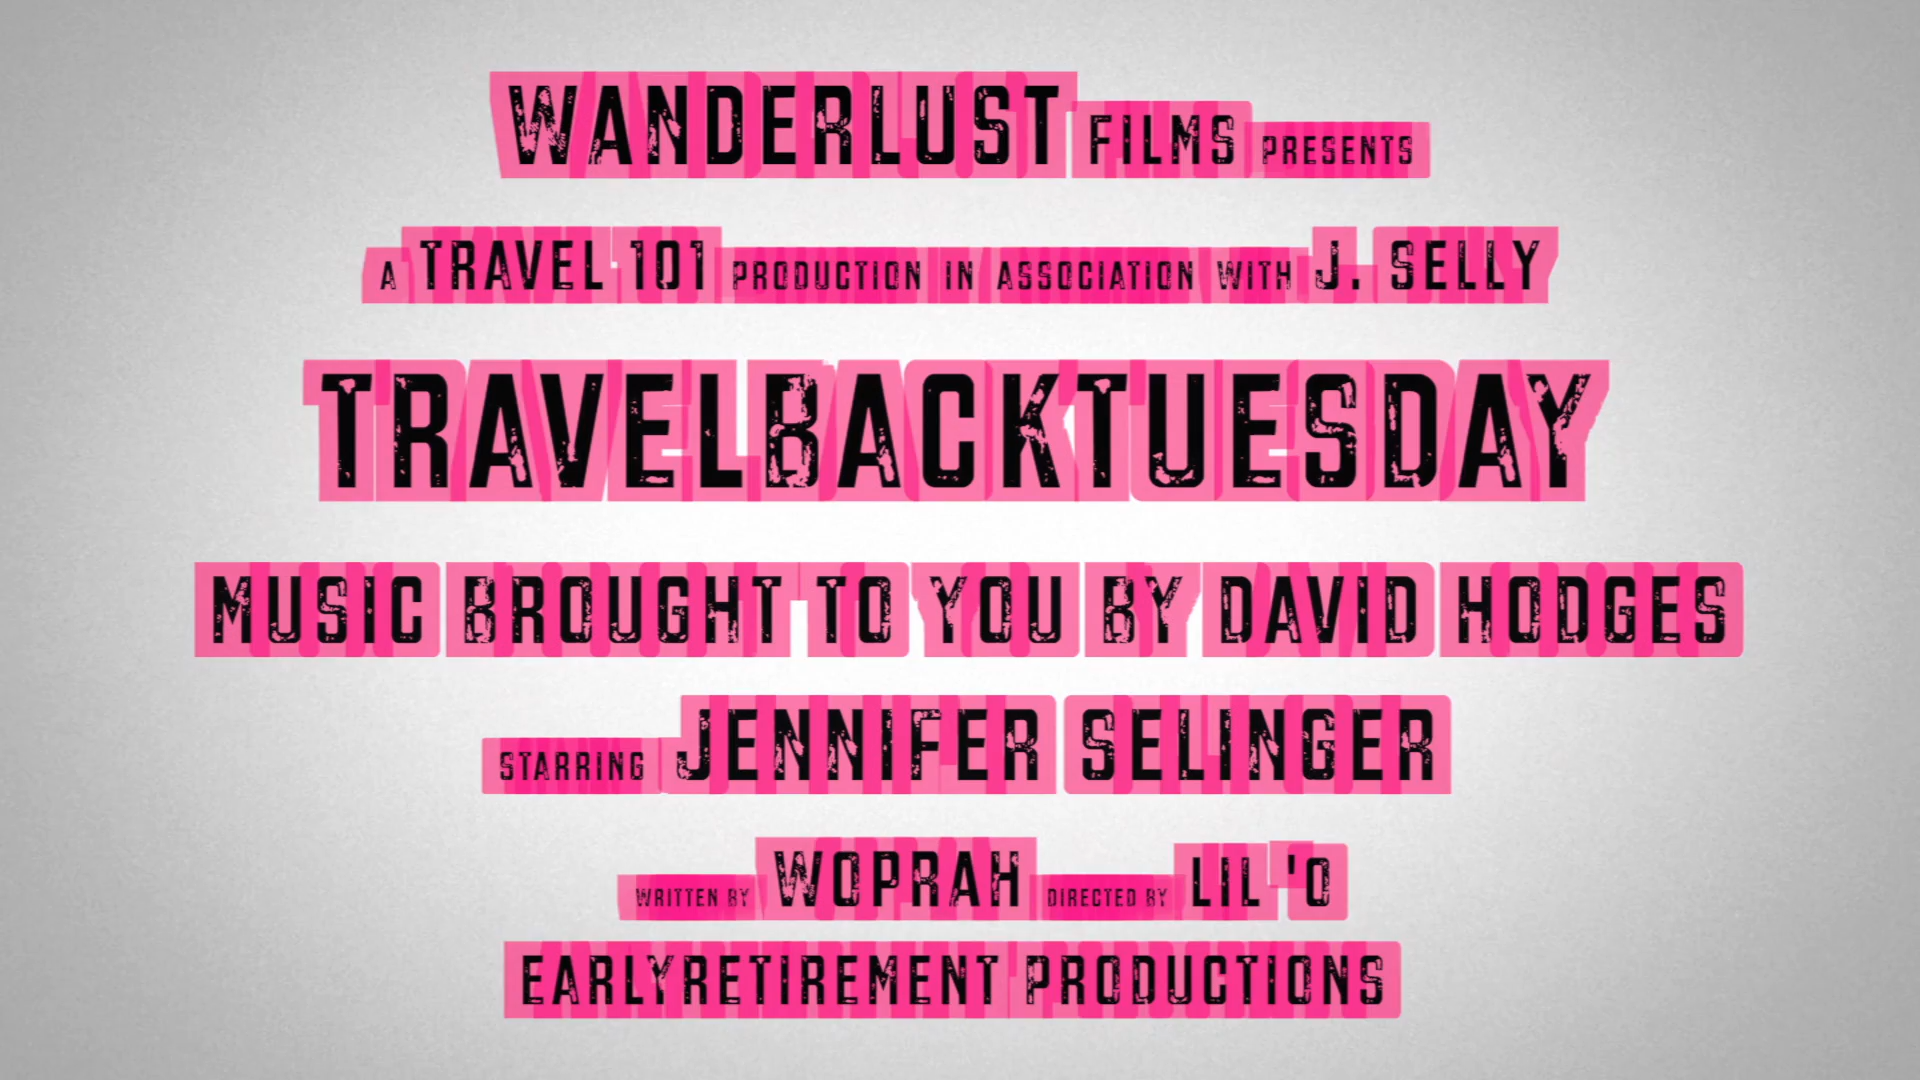 WANDERLUST FILMS PRESENTS
A TRAVEL 101 PRODUCTION IN ASSOCIATION WITH J. SELLY
TRAVELBACKTUESDAY
MUSIC BROUGHT TO YOU BY DAVID HODGES
STARRING JENNIFER SELINGER
WRITTEN BY WOPRAH DIRECTED BY LIL 'O
EARLYRETIREMENT PRODUCTIONS